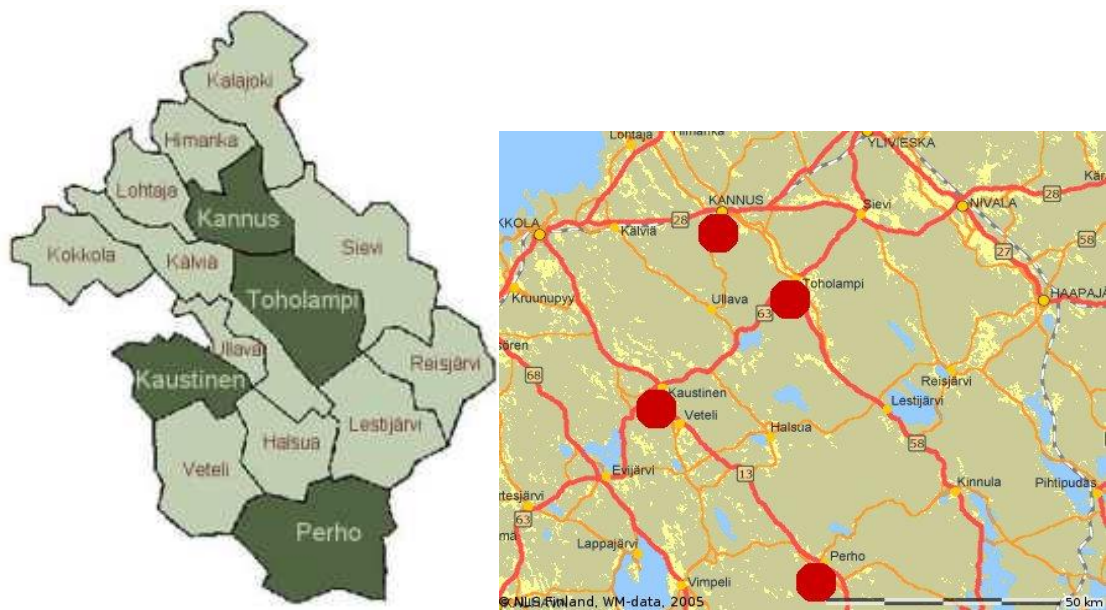 Kalajoki
Himanka
Lohtaja
Kannus
Kokkola
Kälviä
Sievi
Toholampi
Ullava
Kaustinen
Reisjärvi
Lestijärvi
Halsua
Veteli
Perho
Lohtaja
Himanka
YLIVIESKA
28
KANNUS
Sievi
NIVALA
KKOLA
28
Kälviä
58
27
Toholampi
HAAPAJÄ
Kruunupyy
Ullava
63
68
Reisjärvi
Kaustinen
Lestijärvi
Veteli
Halsua
58
Evijärvi
13
Kinnula
Pihtipudas
63
Lappajärvi
Perho
Vimpeli
© NLS Finland, WM-data, 2005
50 km